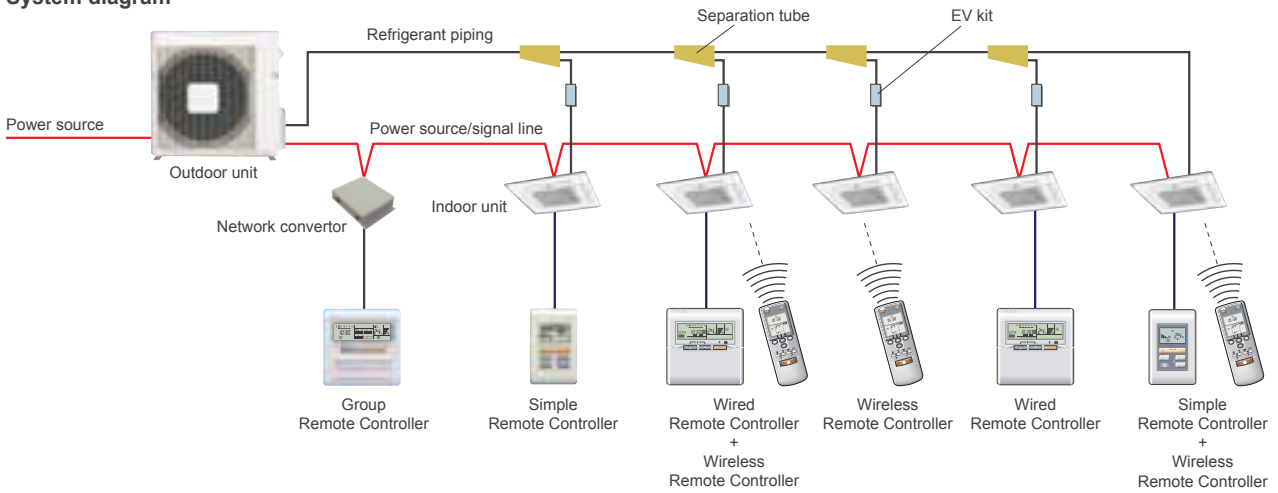 System diagram
Separation tube
EV kit
Refrigerant piping
Power source
Power source/signal line
Outdoor unit
Indoor unit
Network convertor
Group
Remote Controller
Simple
Remote Controller
Wired
Remote Controller
+
Wireless
Remote Controller
Wireless
Remote Controller
Wired
Remote Controller
Simple
Remote Controller
+
Wireless
Remote Controller